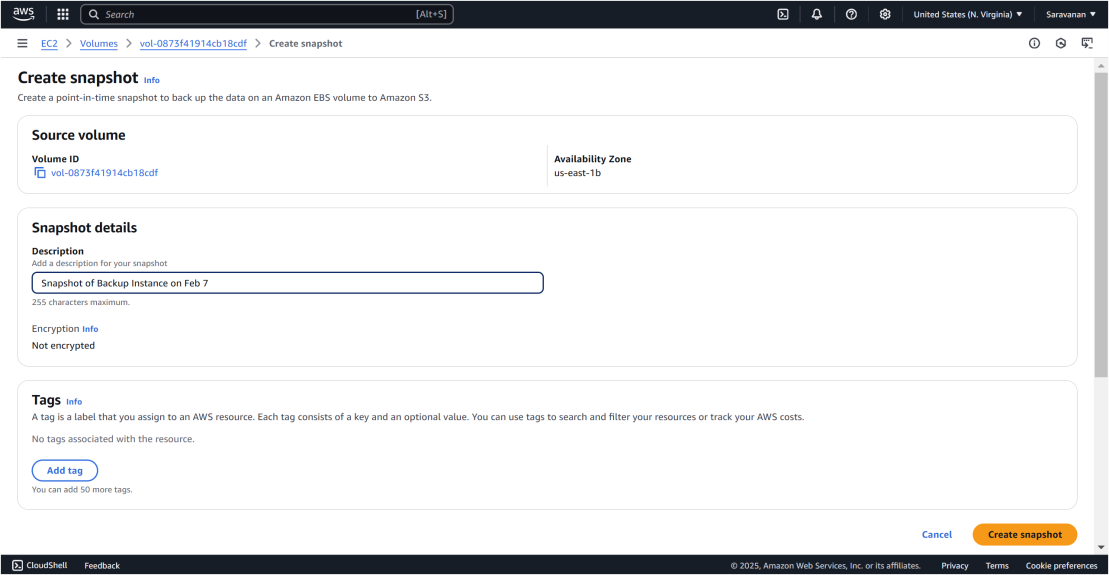 aws
Search [Alt+S] United States (N. Virginia) ▼ Saravanan ▼
EC2 > Volumes > vol-0873f41914cb18cdf > Create snapshot
Create snapshot Info
Create a point-in-time snapshot to back up the data on an Amazon EBS volume to Amazon S3.
Source volume
Volume ID
vol-0873f41914cb18cdf
Availability Zone
us-east-1b
Snapshot details
Description
Add a description for your snapshot
Snapshot of Backup Instance on Feb 7
255 characters maximum.
Encryption Info
Not encrypted
Tags Info
A tag is a label that you assign to an AWS resource. Each tag consists of a key and an optional value. You can use tags to search and filter your resources or track your AWS costs.
No tags associated with the resource.
Add tag
You can add 50 more tags.
Cancel Create snapshot
CloudShell Feedback © 2025, Amazon Web Services, Inc. or its affiliates. Privacy Terms Cookie preferences